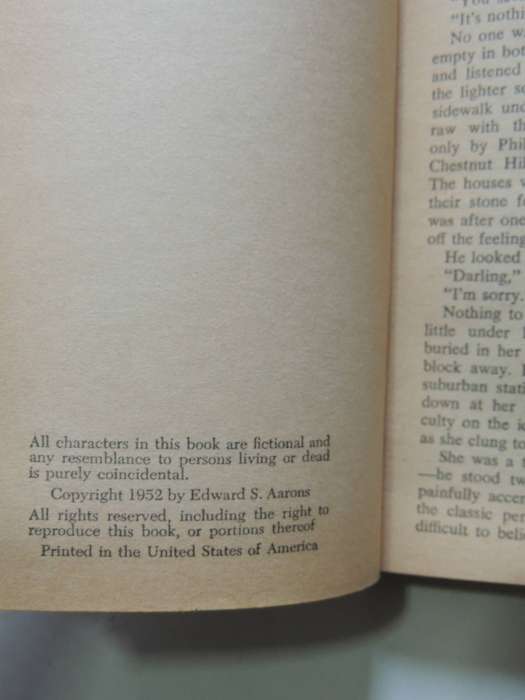 All characters in this book are fictional and
any resemblance to persons living or dead
is purely coincidental.
Copyright 1952 by Edward S. Aarons
All rights reserved, including the right to
reproduce this book, or portions thereof
Printed in the United States of America
"It's nothi
No one w
empty in bot
and listened
the lighter s
sidewalk und
raw with th
only by Phil
Chestnut Hil
The houses
their stone f
was after one
off the feeling
He looked
"Darling,"
"I'm sorry.
Nothing to
little under
buried in her
block away.
suburban stati
down at her
culty on the
as she clung to
She was a
—he stood tw
painfully accen
the classic per
difficult to beli